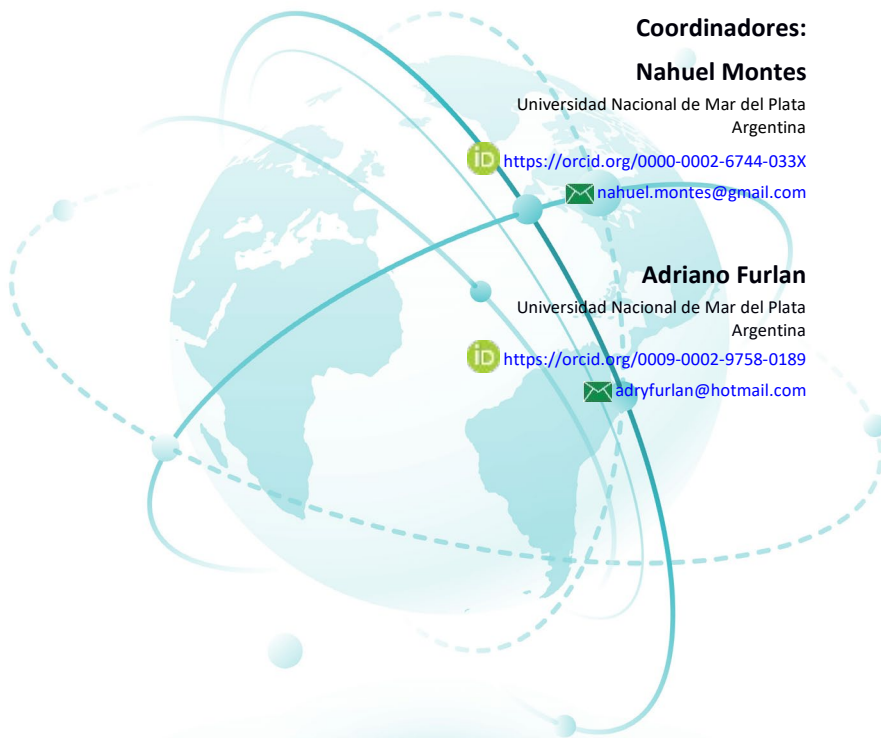 Coordinadores:
Nahuel Montes
Universidad Nacional de Mar del Plata
Argentina
iD https://orcid.org/0000-0002-6744-033X
nahuel.montes@gmail.com
Adriano Furlan
Universidad Nacional de Mar del Plata
Argentina
iD https://orcid.org/0009-0002-9758-0189
adryfurlan@hotmail.com